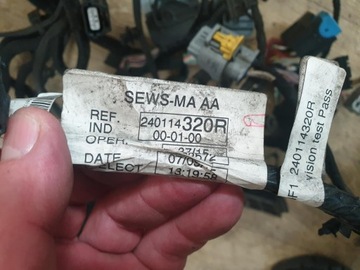 SEWS-MA AA
REF. 240114320R
IND 00-01-00
OPER.
DATE
ELECT 13:19:56
F1 240114320R
vision test Pass